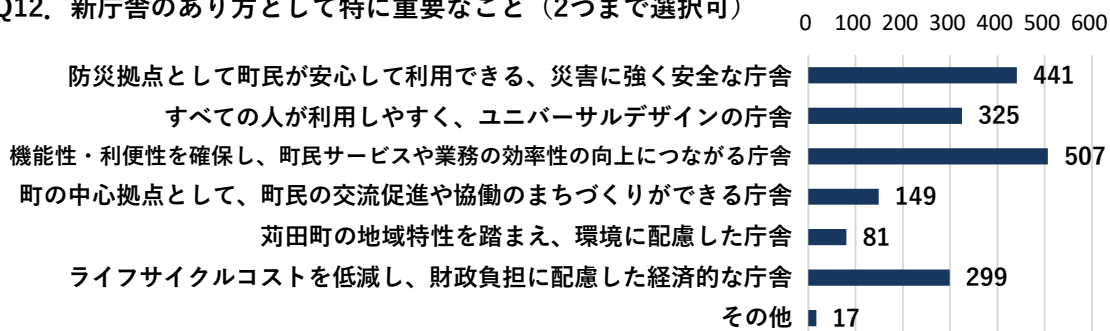 Q12．新庁舎のあり方として特に重要なこと（2つまで選択可）
0 100 200 300 400 500 600
防災拠点として町民が安心して利用できる、災害に強く安全な庁舎 441
すべての人が利用しやすく、ユニバーサルデザインの庁舎 325
機能性・利便性を確保し、町民サービスや業務の効率性の向上につながる庁舎 507
町の中心拠点として、町民の交流促進や協働のまちづくりができる庁舎 149
苅田町の地域特性を踏まえ、環境に配慮した庁舎 81
ライフサイクルコストを低減し、財政負担に配慮した経済的な庁舎 299
その他 17